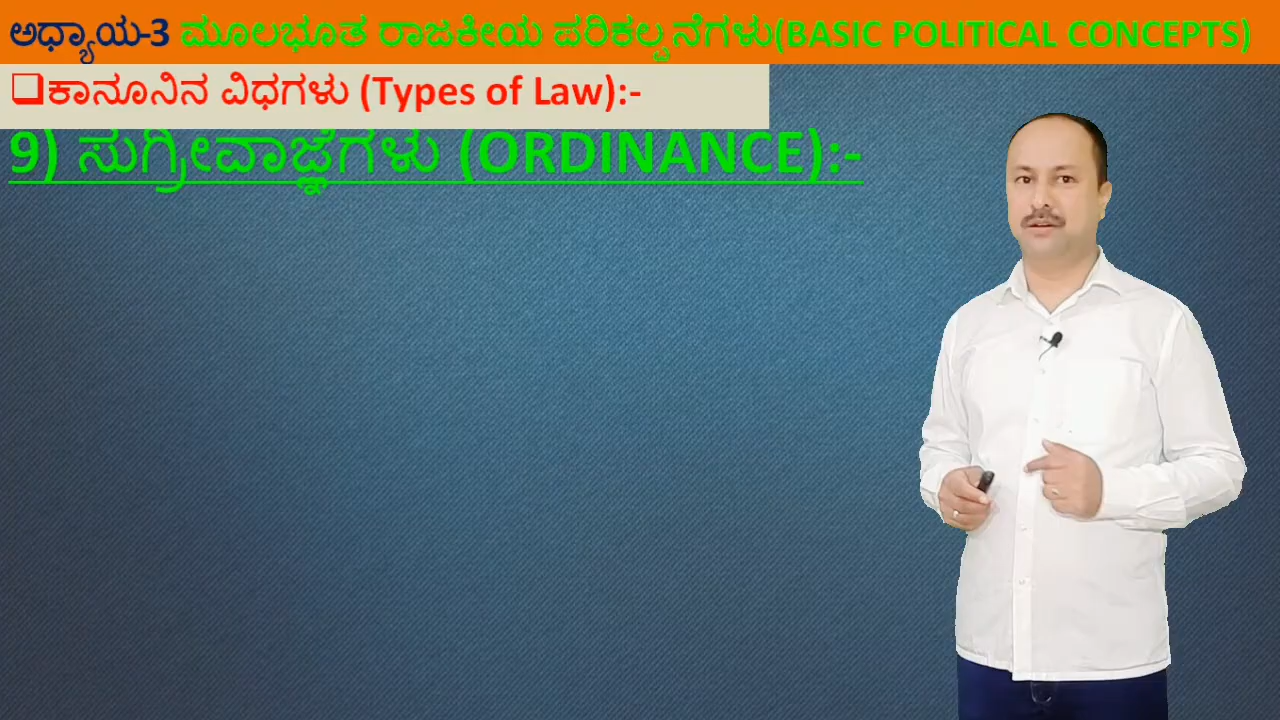 ಅಧ್ಯಾಯ-3 ಮೂಲಭೂತ ರಾಜಕೀಯ ಪರಿಕಲ್ಪನೆಗಳು(BASIC POLITICAL CONCEPTS)
❑ಕಾನೂನಿನ ವಿಧಗಳು (Types of Law):-
9) ಸುಗ್ರೀವಾಜ್ಞೆಗಳು (ORDINANCE):-